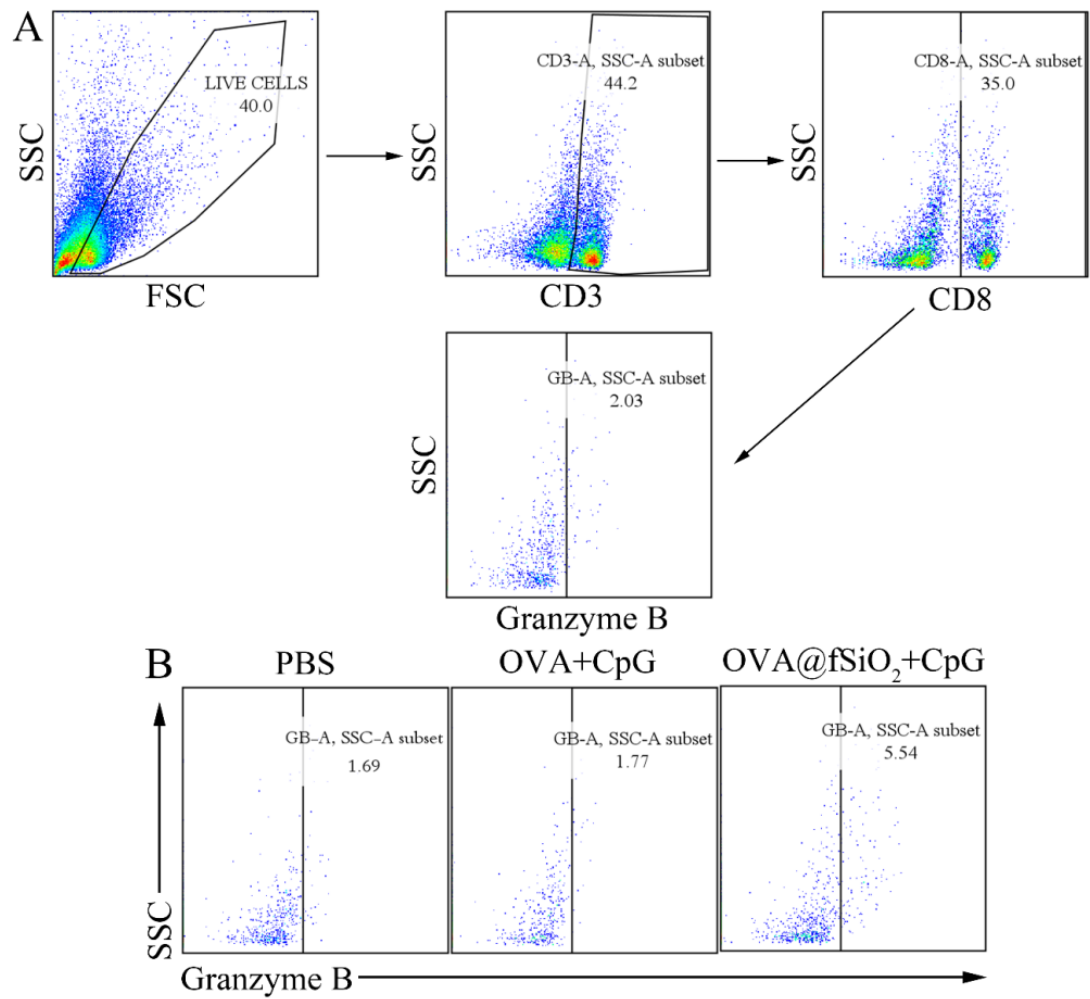 A
LIVE CELLS
40.0
SSC
FSC
CD3-A, SSC-A subset
44.2
SSC
CD3
CD8-A, SSC-A subset
35.0
SSC
CD8
GB-A, SSC-A subset
2.03
SSC
Granzyme B
B
PBS
OVA+CpG
OVA@fSiO₂+CpG
GB-A, SSC-A subset
1.69
GB-A, SSC-A subset
1.77
GB-A, SSC-A subset
5.54
SSC
Granzyme B